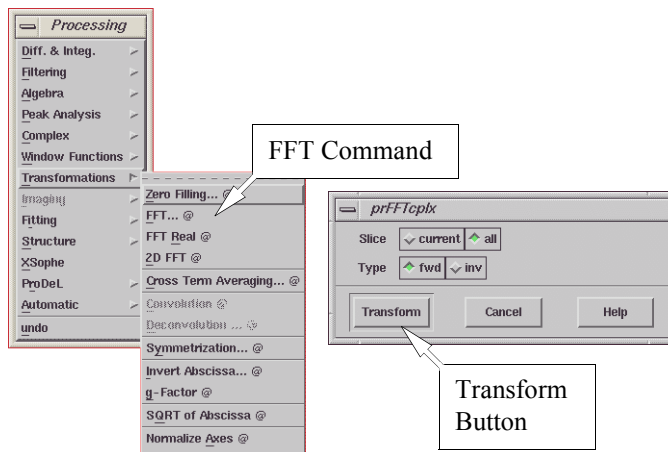 Processing
Diff. & Integ.
Filtering
Algebra
Peak Analysis
Complex
Window Functions
Transformations
Imaging
Fitting
Structure
XSophe
ProDeL
Automatic
undo
Zero Filling... @
FFT... @
FFT Real @
2D FFT @
Cross Term Averaging... @
Convolution @
Deconvolution ... @
Symmetrization... @
Invert Abscissa... @
g-Factor @
SQRT of Abscissa @
Normalize Axes @
FFT Command
prFFTcplx
Slice current all
Type fwd inv
Transform Cancel Help
Transform
Button